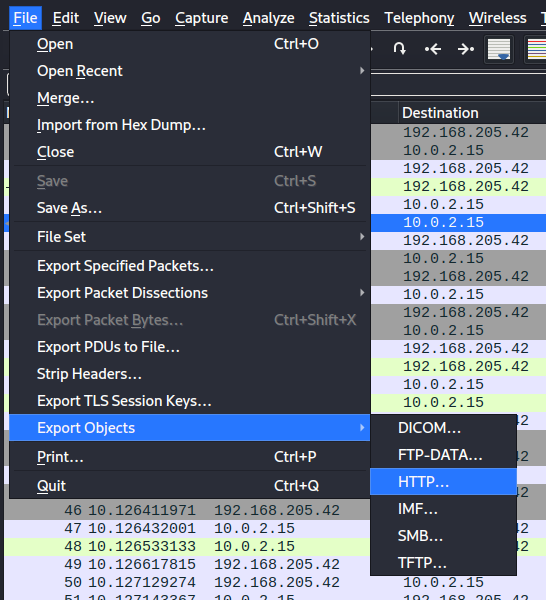 File Edit View Go Capture Analyze Statistics Telephony Wireless
Open Ctrl+O
Open Recent
Merge...
Import from Hex Dump...
Close Ctrl+W
Save Ctrl+S
Save As... Ctrl+Shift+S
File Set
Export Specified Packets...
Export Packet Dissections
Export Packet Bytes... Ctrl+Shift+X
Export PDUs to File...
Strip Headers...
Export TLS Session Keys...
Export Objects
Print... Ctrl+P
Quit Ctrl+Q
DICOM...
FTP-DATA...
HTTP...
IMF...
SMB...
TFTP...
Destination
192.168.205.42
10.0.2.15
192.168.205.42
192.168.205.42
10.0.2.15
10.0.2.15
192.168.205.42
10.0.2.15
192.168.205.42
10.0.2.15
192.168.205.42
10.0.2.15
192.168.205.42
192.168.205.42
10.0.2.15
10.0.2.15
46 10.126411971 192.168.205.42
47 10.126432001 10.0.2.15
48 10.126533133 10.0.2.15
49 10.126617815 192.168.205.42
50 10.127129274 192.168.205.42 10.0.2.15
51 10.127143367 10.0.2.15 192.168.205.42